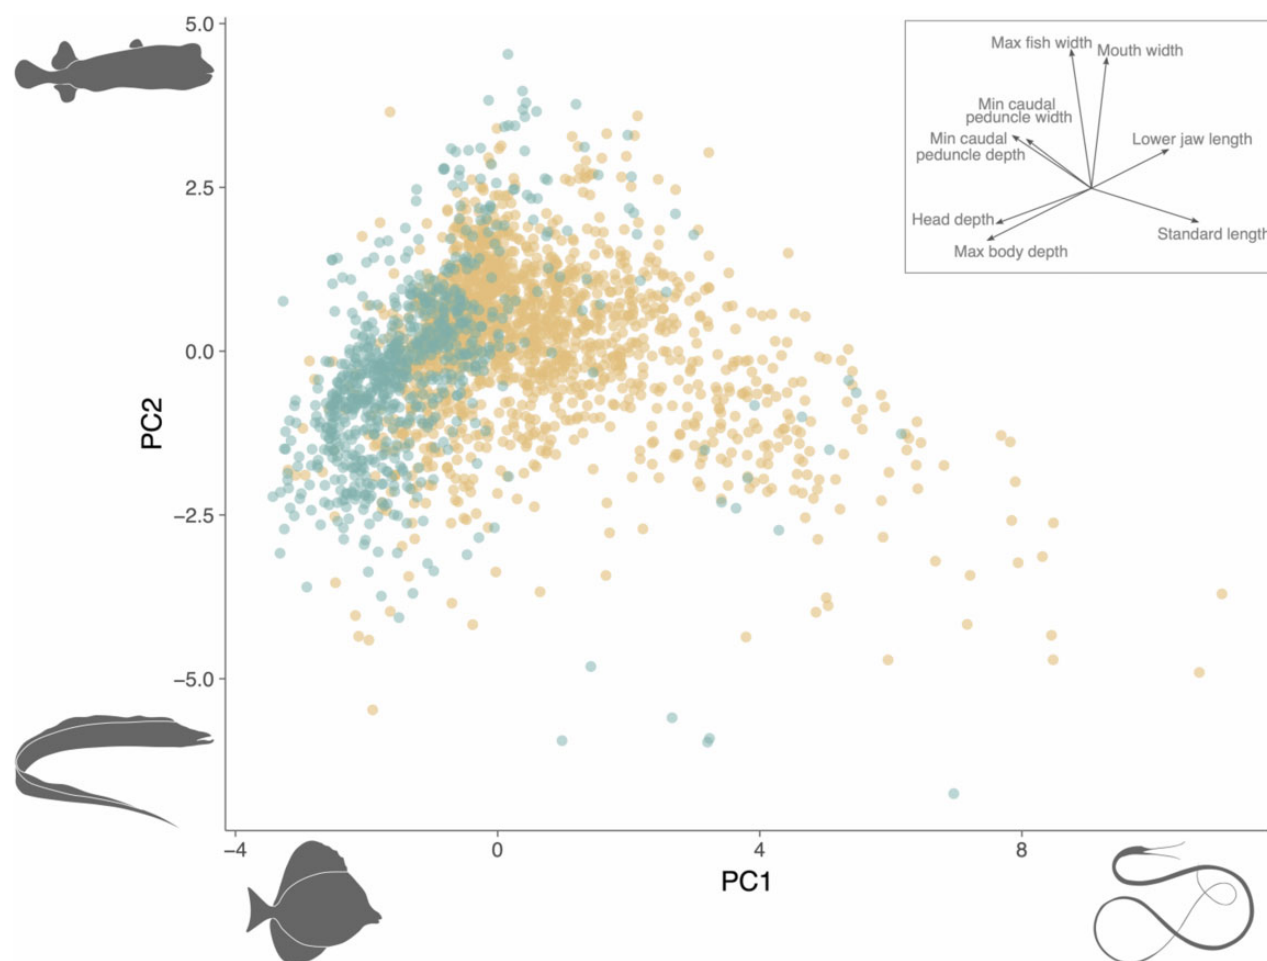 5.0
2.5
0.0
−2.5
−5.0
PC2
−4
0
4
8
PC1
Max fish width
Mouth width
Min caudal
peduncle width
Min caudal
peduncle depth
Lower jaw length
Head depth
Max body depth
Standard length